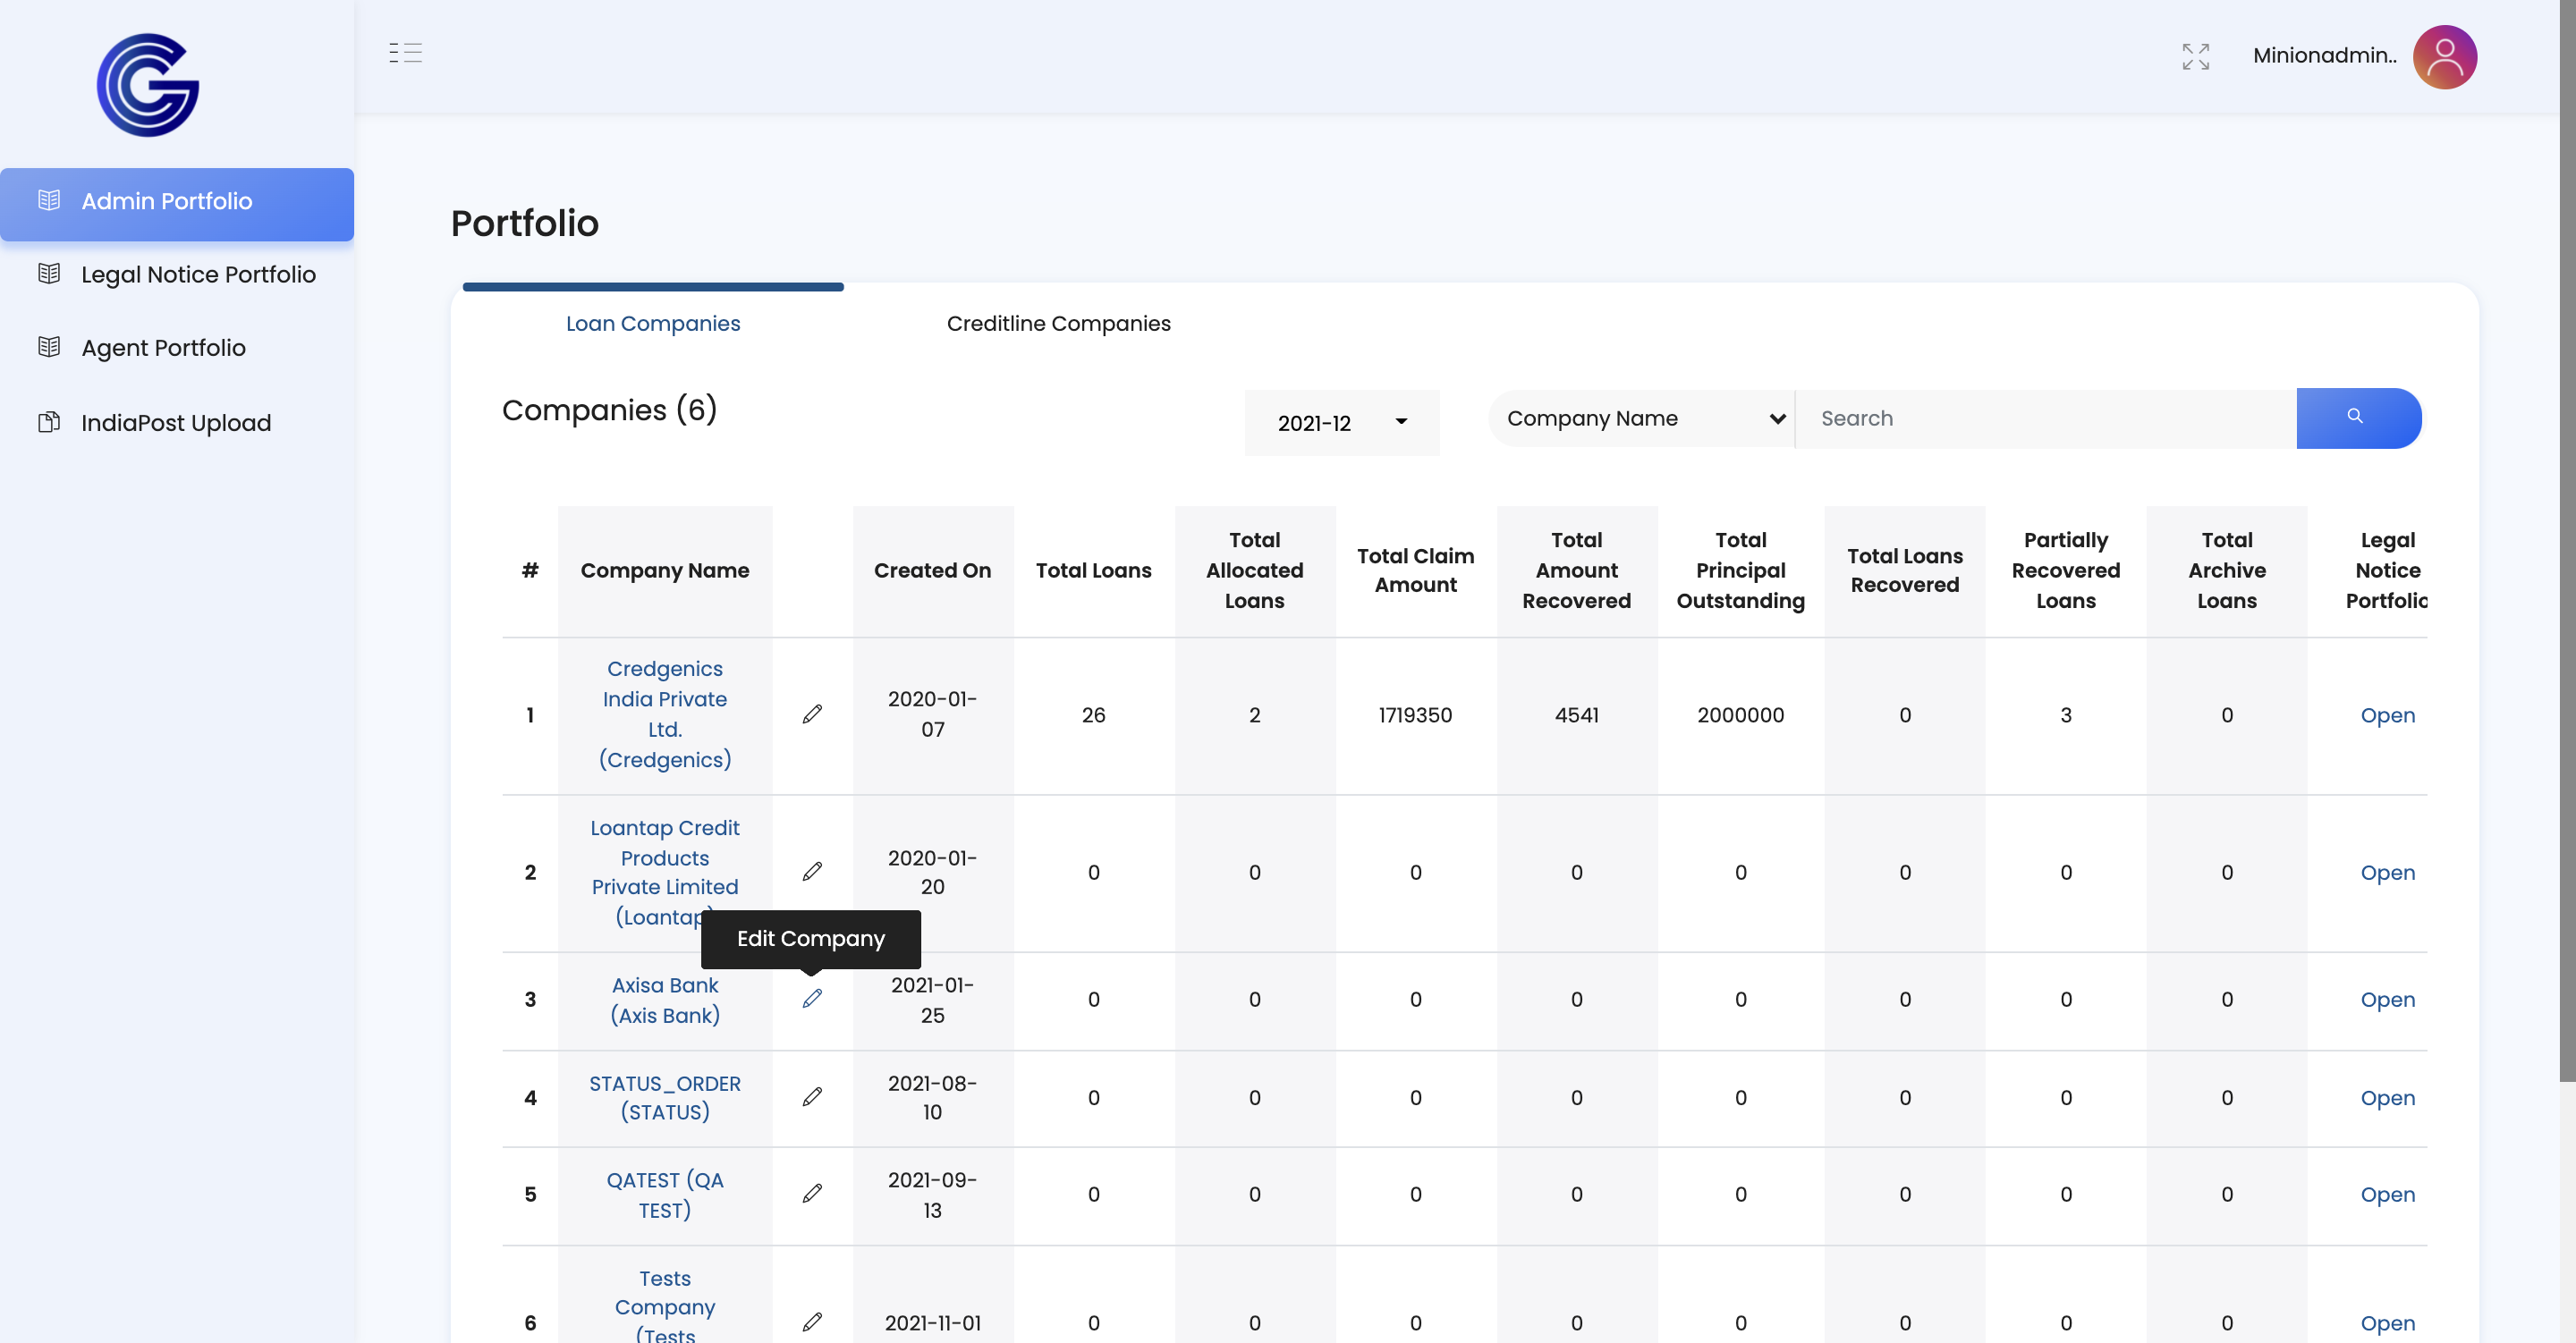 Minionadmin..
Admin Portfolio
Legal Notice Portfolio
Agent Portfolio
IndiaPost Upload
Portfolio
Loan Companies
Creditline Companies
Companies (6)
2021-12
Company Name
Search
#
Company Name
Created On
Total Loans
Total
Allocated
Loans
Total Claim
Amount
Total
Amount
Recovered
Total
Principal
Outstanding
Total Loans
Recovered
Partially
Recovered
Loans
Total
Archive
Loans
Legal
Notice
Portfolio
1
Credgenics
India Private
Ltd.
(Credgenics)
2020-01-
07
26
2
1719350
4541
2000000
0
3
0
Open
2
Loantap Credit
Products
Private Limited
(Loantap)
2020-01-
20
0
0
0
0
0
0
0
0
Open
Edit Company
3
Axisa Bank
(Axis Bank)
2021-01-
25
0
0
0
0
0
0
0
0
Open
4
STATUS_ORDER
(STATUS)
2021-08-
10
0
0
0
0
0
0
0
0
Open
5
QATEST (QA
TEST)
2021-09-
13
0
0
0
0
0
0
0
0
Open
6
Tests
Company
(Tests
2021-11-01
0
0
0
0
0
0
0
0
Open